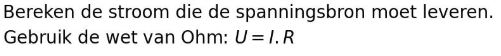 Bereken de stroom die de spanningsbron moet leveren.
Gebruik de wet van Ohm: U = I.R